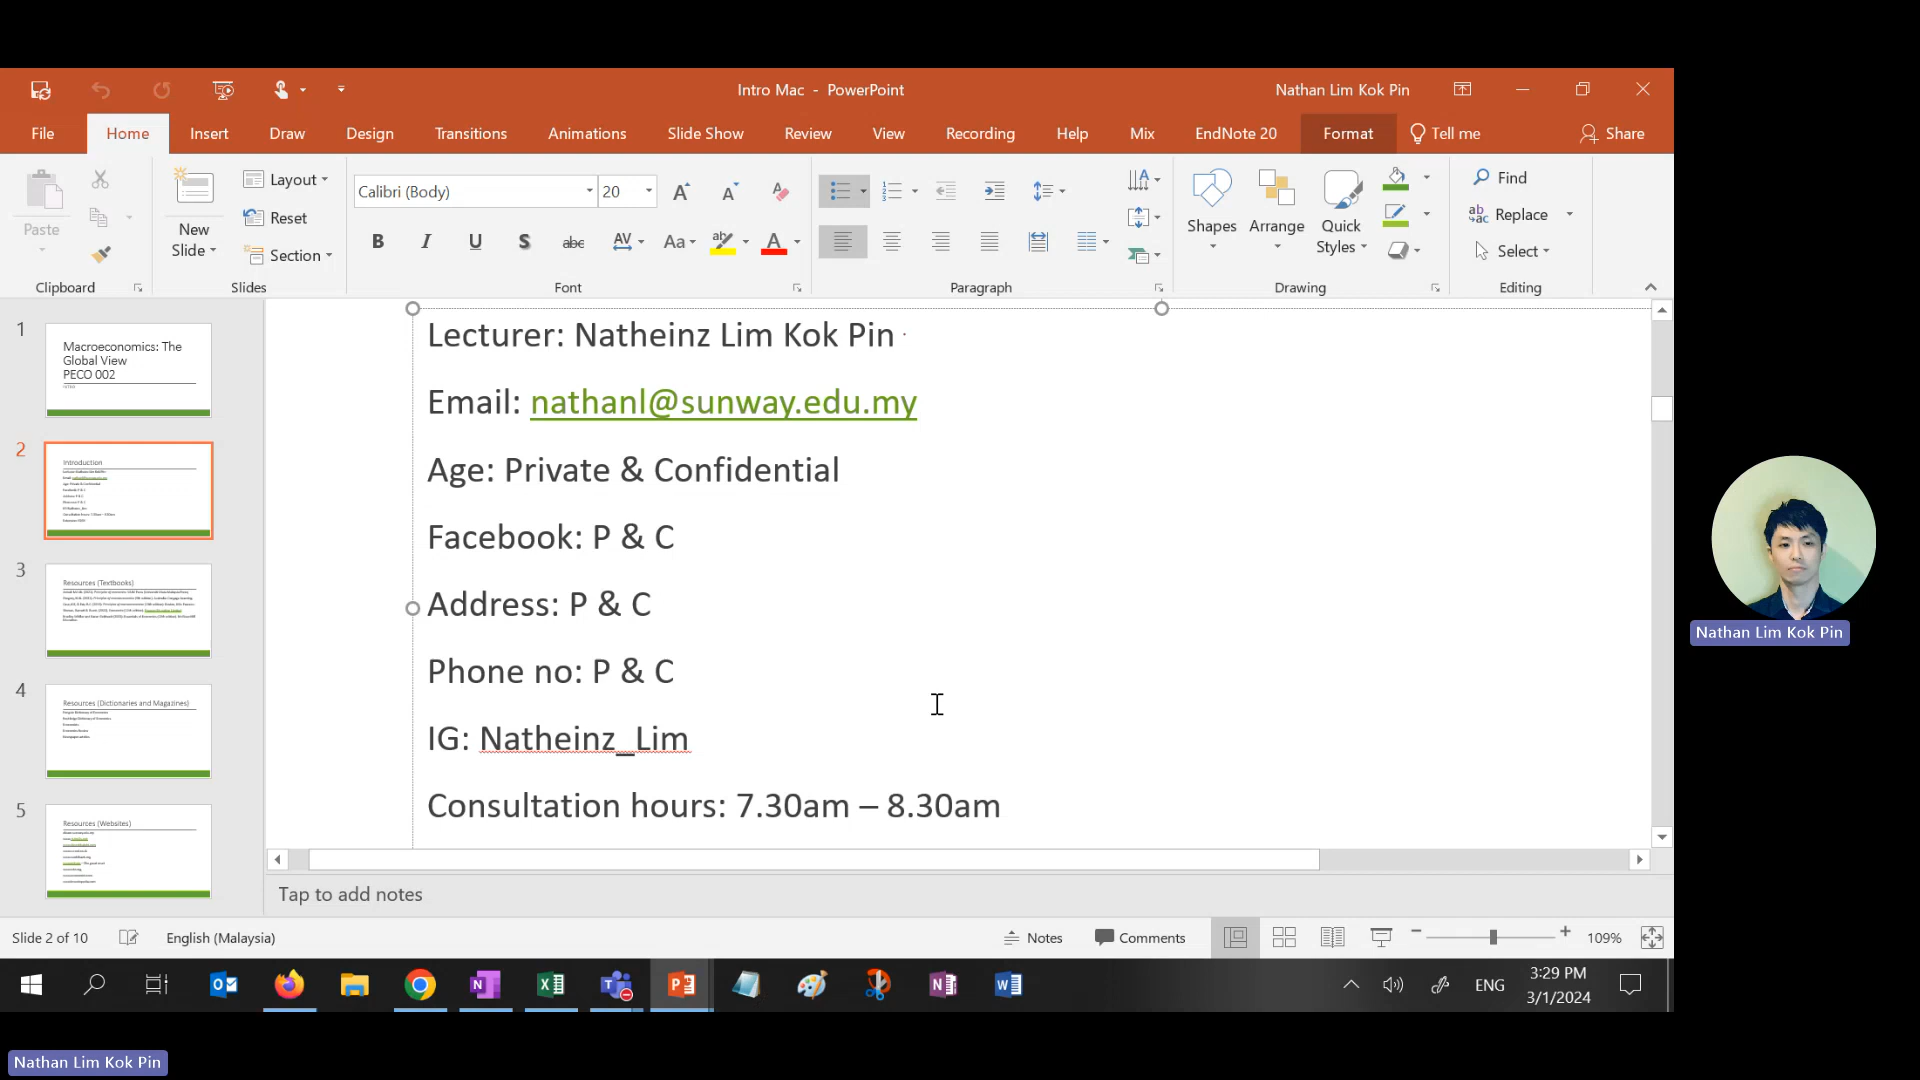 Intro Mac - PowerPoint
Nathan Lim Kok Pin
File Home Insert Draw Design Transitions Animations Slide Show Review View Recording Help Mix EndNote 20 Format Tell me Share
Paste
New Slide
Layout
Reset
Section
Calibri (Body) 20
Shapes
Arrange
Quick Styles
Find
Replace
Select
Clipboard Slides Font Paragraph Drawing Editing
1
Macroeconomics: The
Global View
PECO 002
2
Introduction
3
Resources (Textbooks)
4
Resources (Dictionaries and Magazines)
5
Resources (Websites)
Lecturer: Natheinz Lim Kok Pin
Email: nathanl@sunway.edu.my
Age: Private & Confidential
Facebook: P & C
Address: P & C
Phone no: P & C
IG: Natheinz_Lim
Consultation hours: 7.30am – 8.30am
Tap to add notes
Slide 2 of 10 English (Malaysia) Notes Comments 109%
ENG
3:29 PM
3/1/2024
Nathan Lim Kok Pin
Nathan Lim Kok Pin